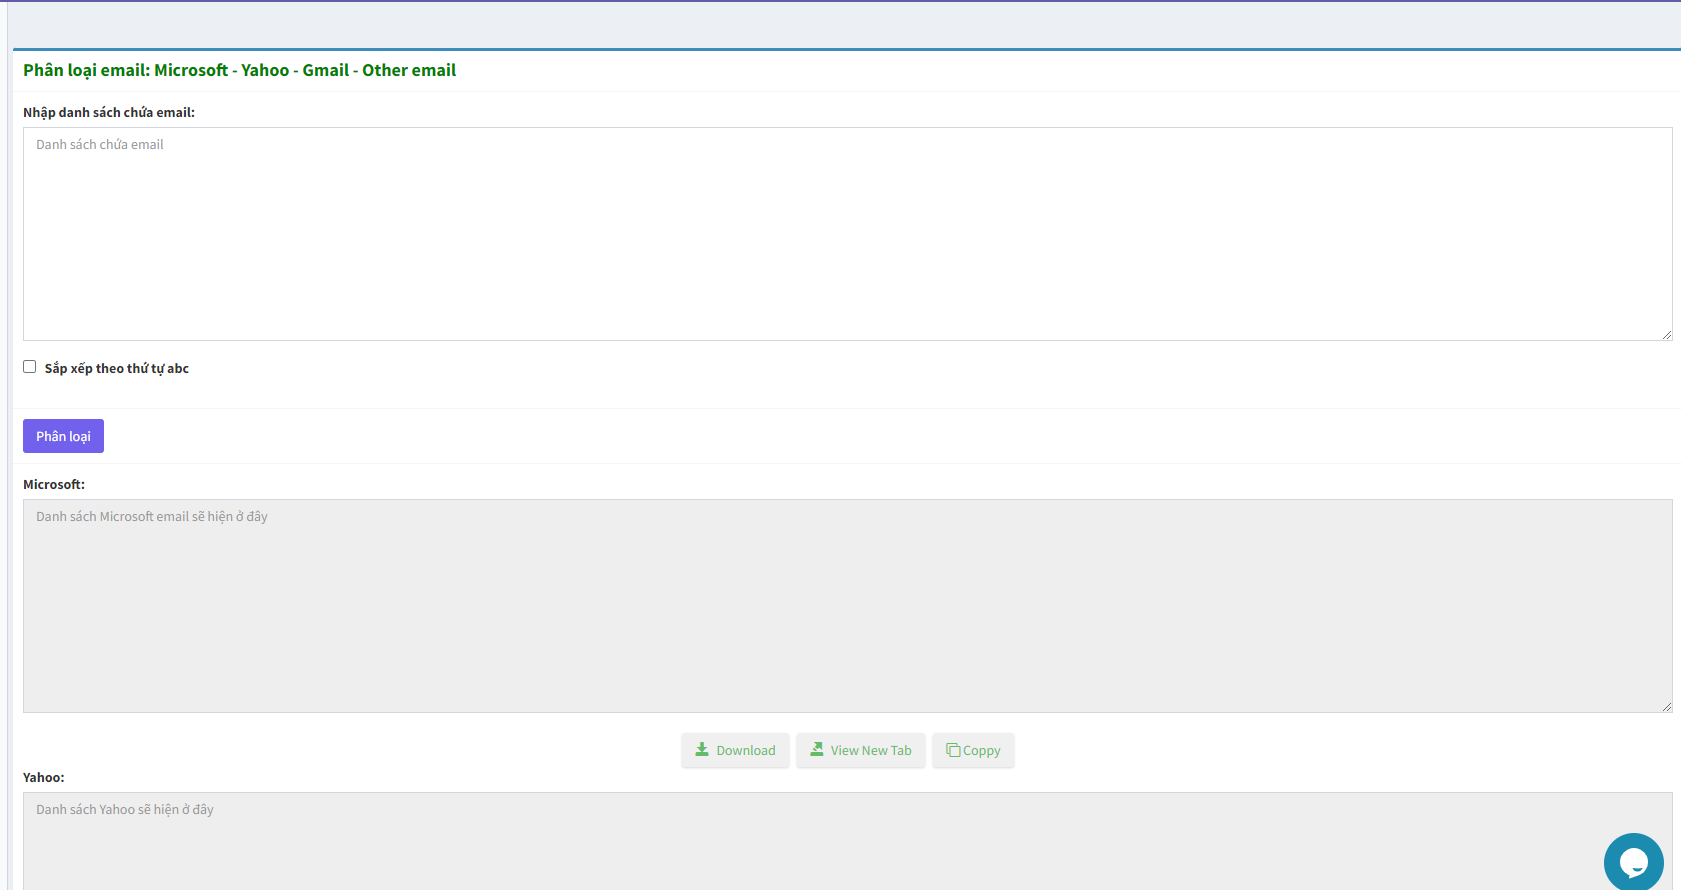 Phân loại email: Microsoft - Yahoo - Gmail - Other email
Nhập danh sách chứa email:
Danh sách chứa email
Sắp xếp theo thứ tự abc
Phân loại
Microsoft:
Danh sách Microsoft email sẽ hiện ở đây
Download View New Tab Coppy
Yahoo:
Danh sách Yahoo sẽ hiện ở đây